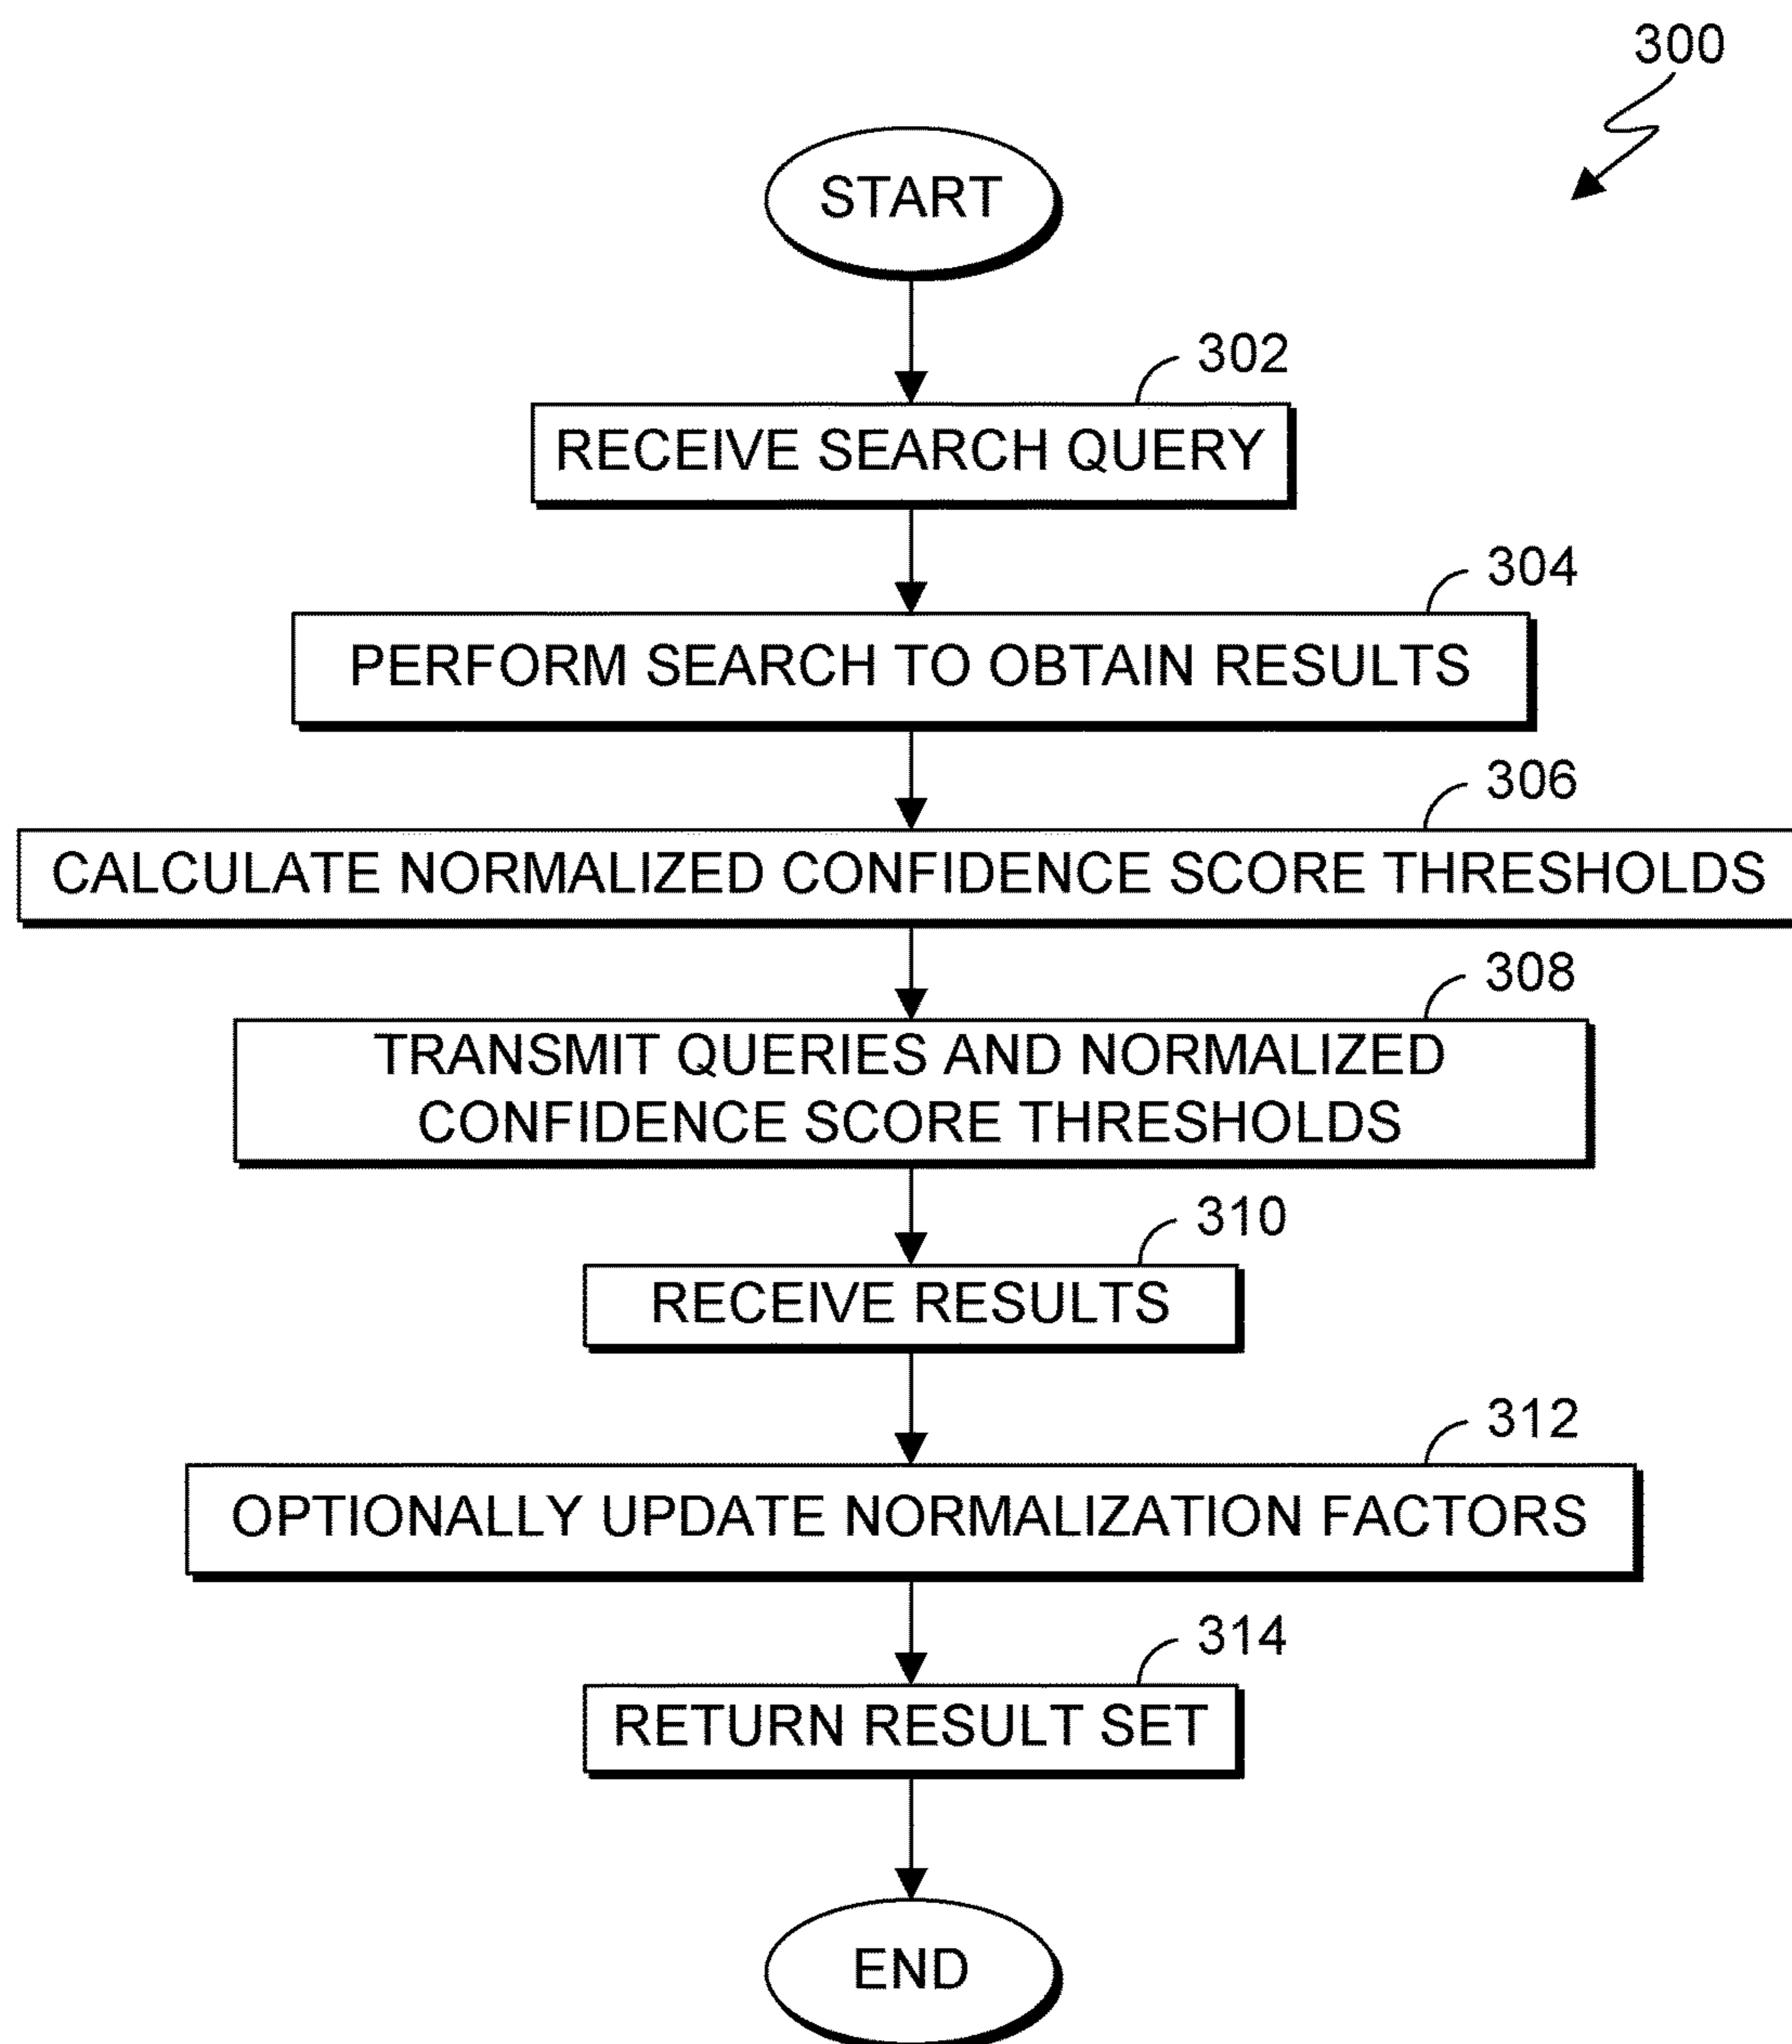 300
START
302
RECEIVE SEARCH QUERY
304
PERFORM SEARCH TO OBTAIN RESULTS
306
CALCULATE NORMALIZED CONFIDENCE SCORE THRESHOLDS
308
TRANSMIT QUERIES AND NORMALIZED
CONFIDENCE SCORE THRESHOLDS
310
RECEIVE RESULTS
312
OPTIONALLY UPDATE NORMALIZATION FACTORS
314
RETURN RESULT SET
END